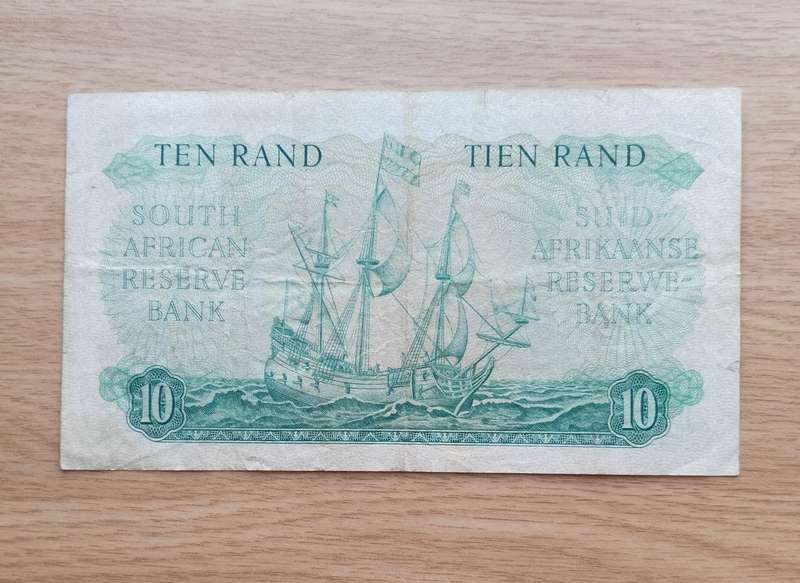 TEN RAND
TIEN RAND
SOUTH
AFRICAN
RESERVE
BANK
SUID-
AFRIKAANSE
RESERWE-
BANK
10
10